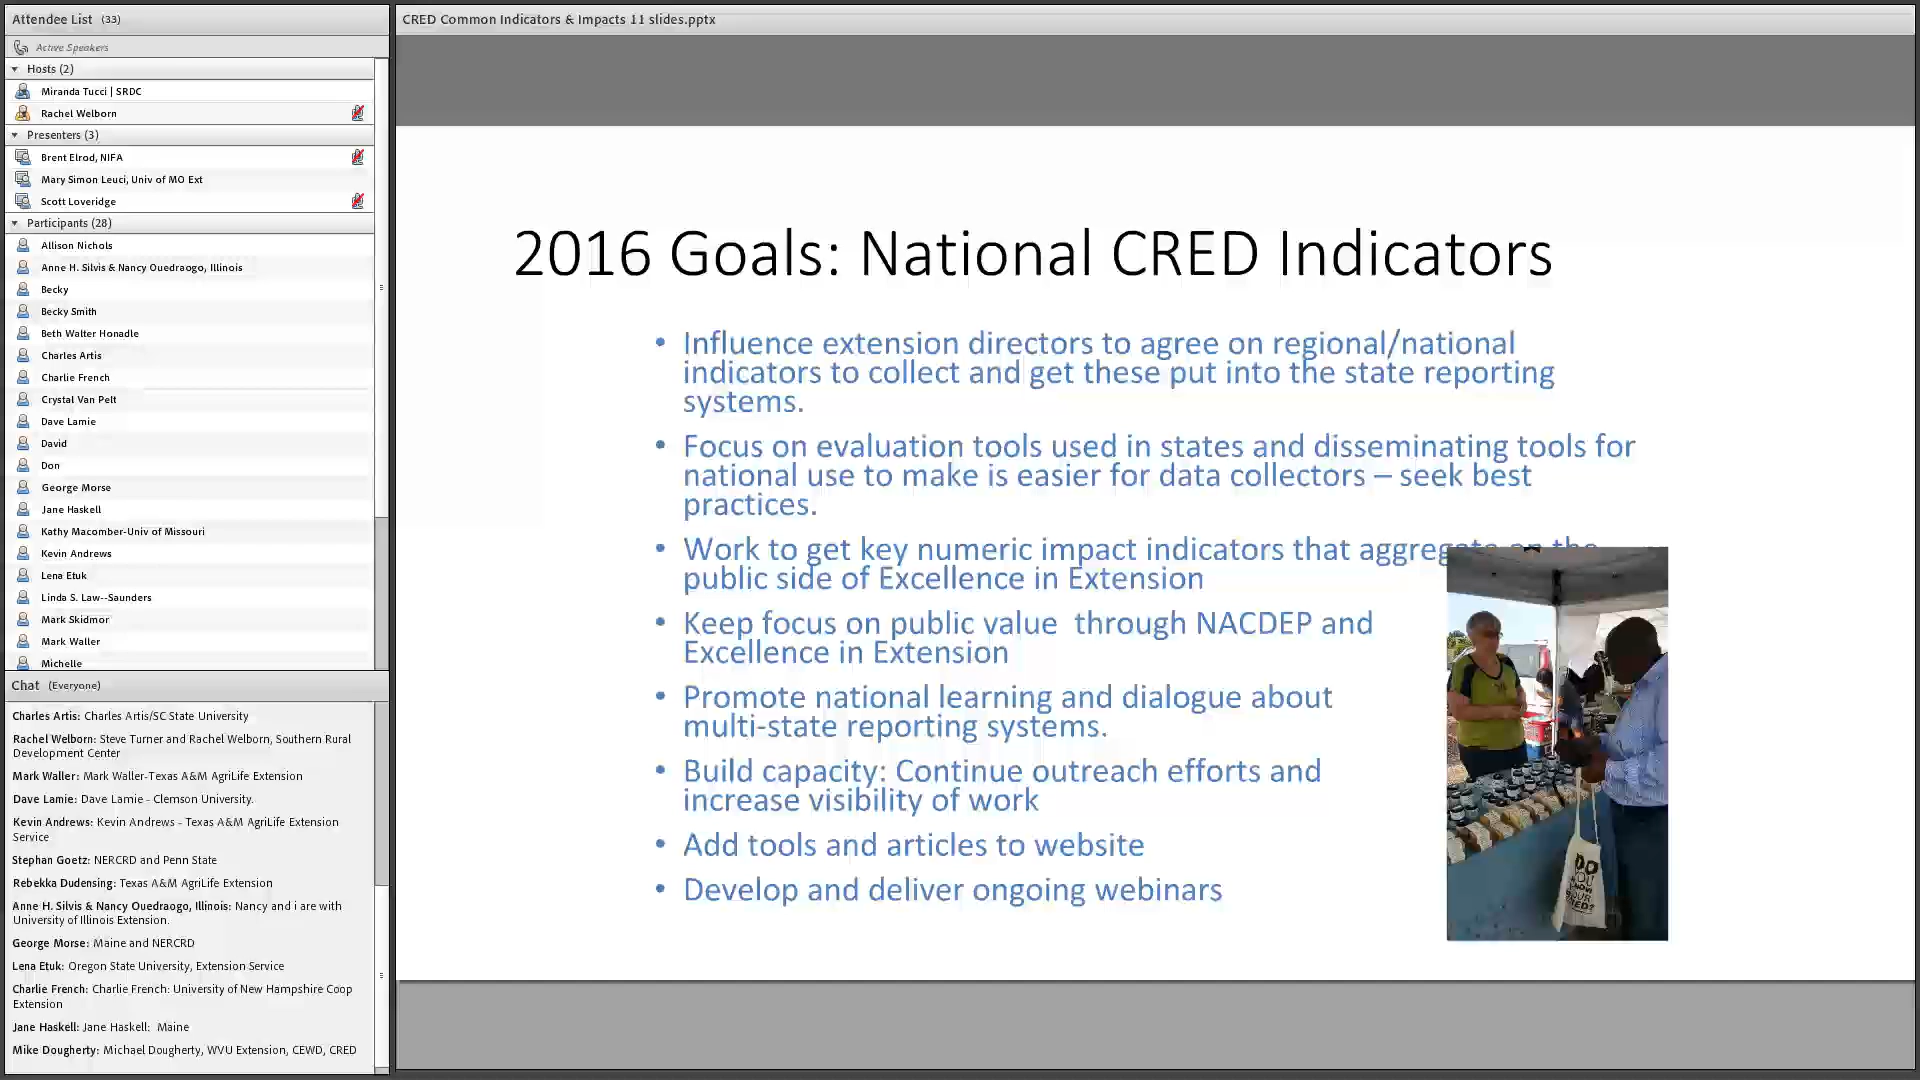 Attendee List (33)
Active Speakers
Hosts (2)
Miranda Tucci | SRDC
Rachel Welborn
Presenters (3)
Brent Elrod, NIFA
Mary Simon Leuci, Univ of MO Ext
Scott Loveridge
Participants (28)
Allison Nichols
Anne H. Silvis & Nancy Ouedraogo, Illinois
Becky
Becky Smith
Beth Walter Honadle
Charles Artis
Charlie French
Crystal Van Pelt
Dave Lamie
David
Don
George Morse
Jane Haskell
Kathy Macomber-Univ of Missouri
Kevin Andrews
Lena Etuk
Linda S. Law--Saunders
Mark Skidmor
Mark Waller
Michelle
Chat (Everyone)
Charles Artis: Charles Artis/SC State University
Rachel Welborn: Steve Turner and Rachel Welborn, Southern Rural
Development Center
Mark Waller: Mark Waller-Texas A&M AgriLife Extension
Dave Lamie: Dave Lamie - Clemson University.
Kevin Andrews: Kevin Andrews - Texas A&M AgriLife Extension
Service
Stephan Goetz: NERCRD and Penn State
Rebekka Dudensing: Texas A&M AgriLife Extension
Anne H. Silvis & Nancy Ouedraogo, Illinois: Nancy and i are with
University of Illinois Extension.
George Morse: Maine and NERCRD
Lena Etuk: Oregon State University, Extension Service
Charlie French: Charlie French: University of New Hampshire Coop
Extension
Jane Haskell: Jane Haskell: Maine
Mike Dougherty: Michael Dougherty, WVU Extension, CEWD, CRED
CRED Common Indicators & Impacts 11 slides.pptx
2016 Goals: National CRED Indicators
• Influence extension directors to agree on regional/national
indicators to collect and get these put into the state reporting
systems.
• Focus on evaluation tools used in states and disseminating tools for
national use to make is easier for data collectors – seek best
practices.
• Work to get key numeric impact indicators that aggregate on the
public side of Excellence in Extension
• Keep focus on public value through NACDEP and
Excellence in Extension
• Promote national learning and dialogue about
multi-state reporting systems.
• Build capacity: Continue outreach efforts and
increase visibility of work
• Add tools and articles to website
• Develop and deliver ongoing webinars
DO
YOU